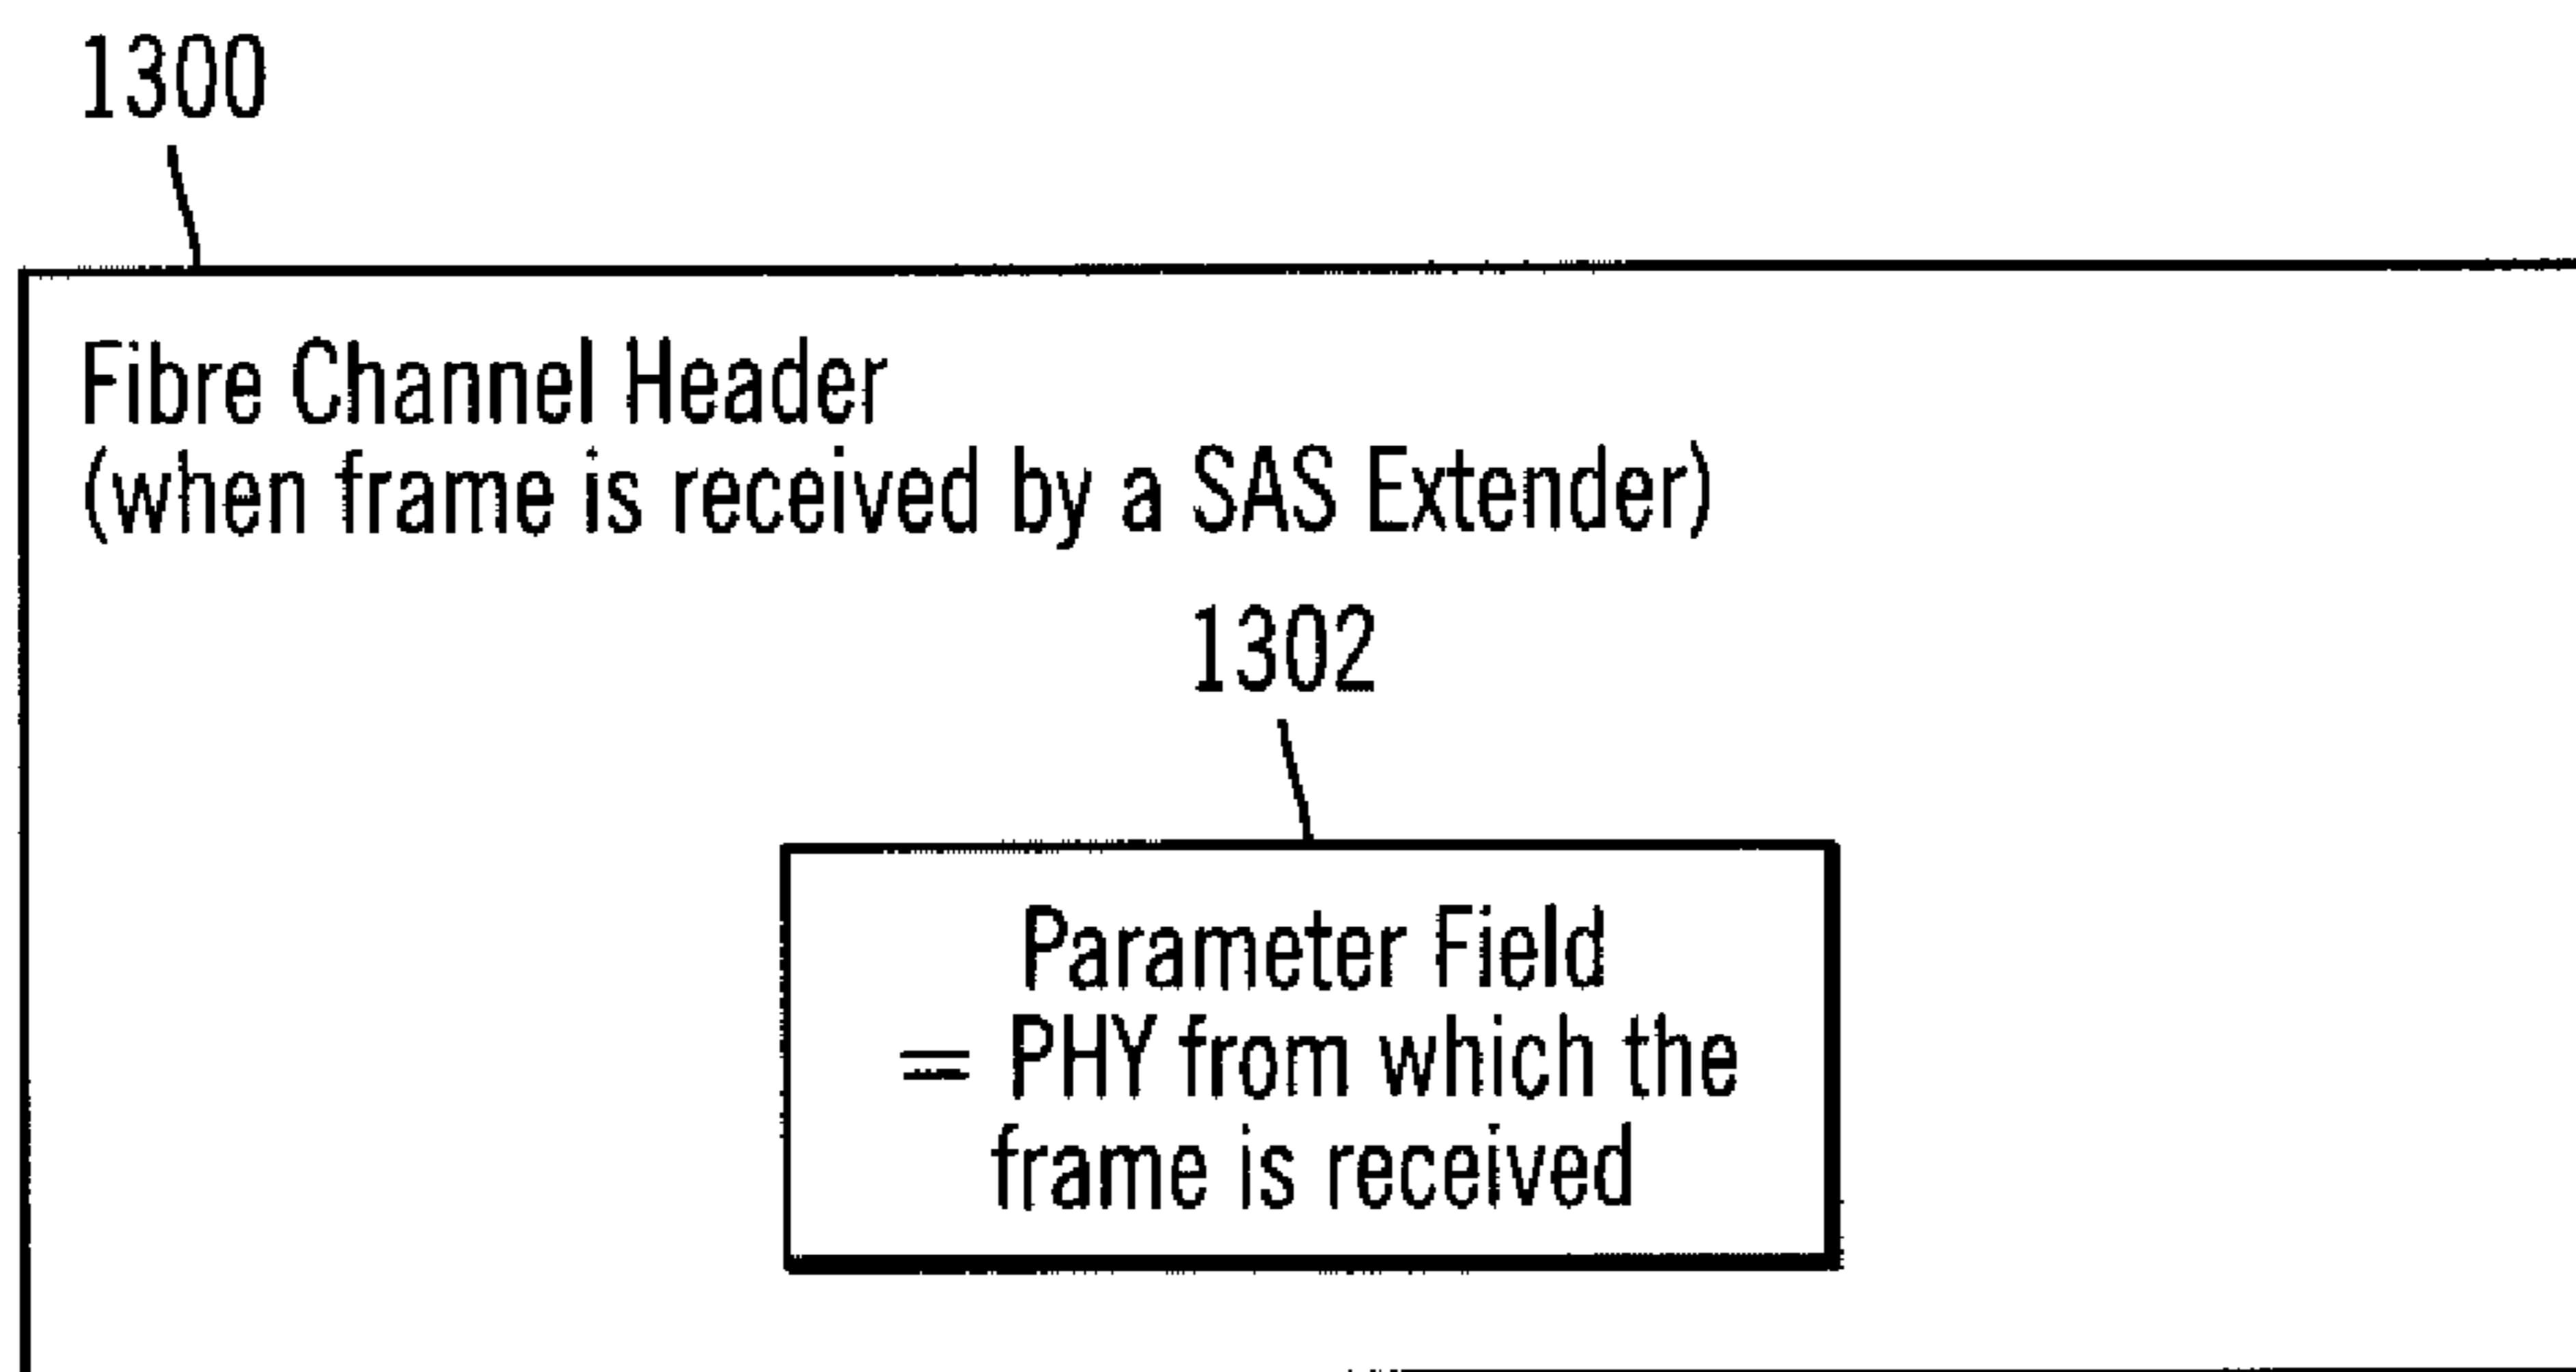 1300
Fibre Channel Header
(when frame is received by a SAS Extender)
1302
Parameter Field
= PHY from which the
frame is received